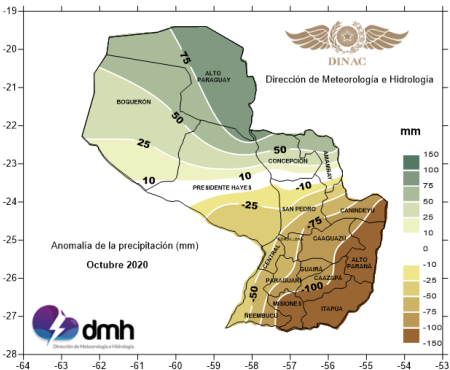 -19
-20
-21
-22
-23
-24
-25
-26
-27
-28
-64 -63 -62 -61 -60 -59 -58 -57 -56 -55 -54 -53
DINAC
Dirección de Meteorología e Hidrología
75
ALTO
PARAGUAY
BOQUERÓN
50
25
50
CONCEPCIÓN
AMAMBAY
10
10
-10
PRESIDENTE HAYES
-25
SAN PEDRO
CANINDEYÚ
-75
CAAGUAZÚ
CENTRAL
ALTO
PARANÁ
GUAIRÁ
CAAZAPÁ
PARAGUARÍ
-50
-100
MISIONES
ITAPÚA
ÑEEMBUCÚ
mm
150
100
75
50
25
10
0
-10
-25
-50
-75
-100
-150
Anomalía de la precipitación (mm)
Octubre 2020
dmh
Dirección de Meteorología e Hidrología